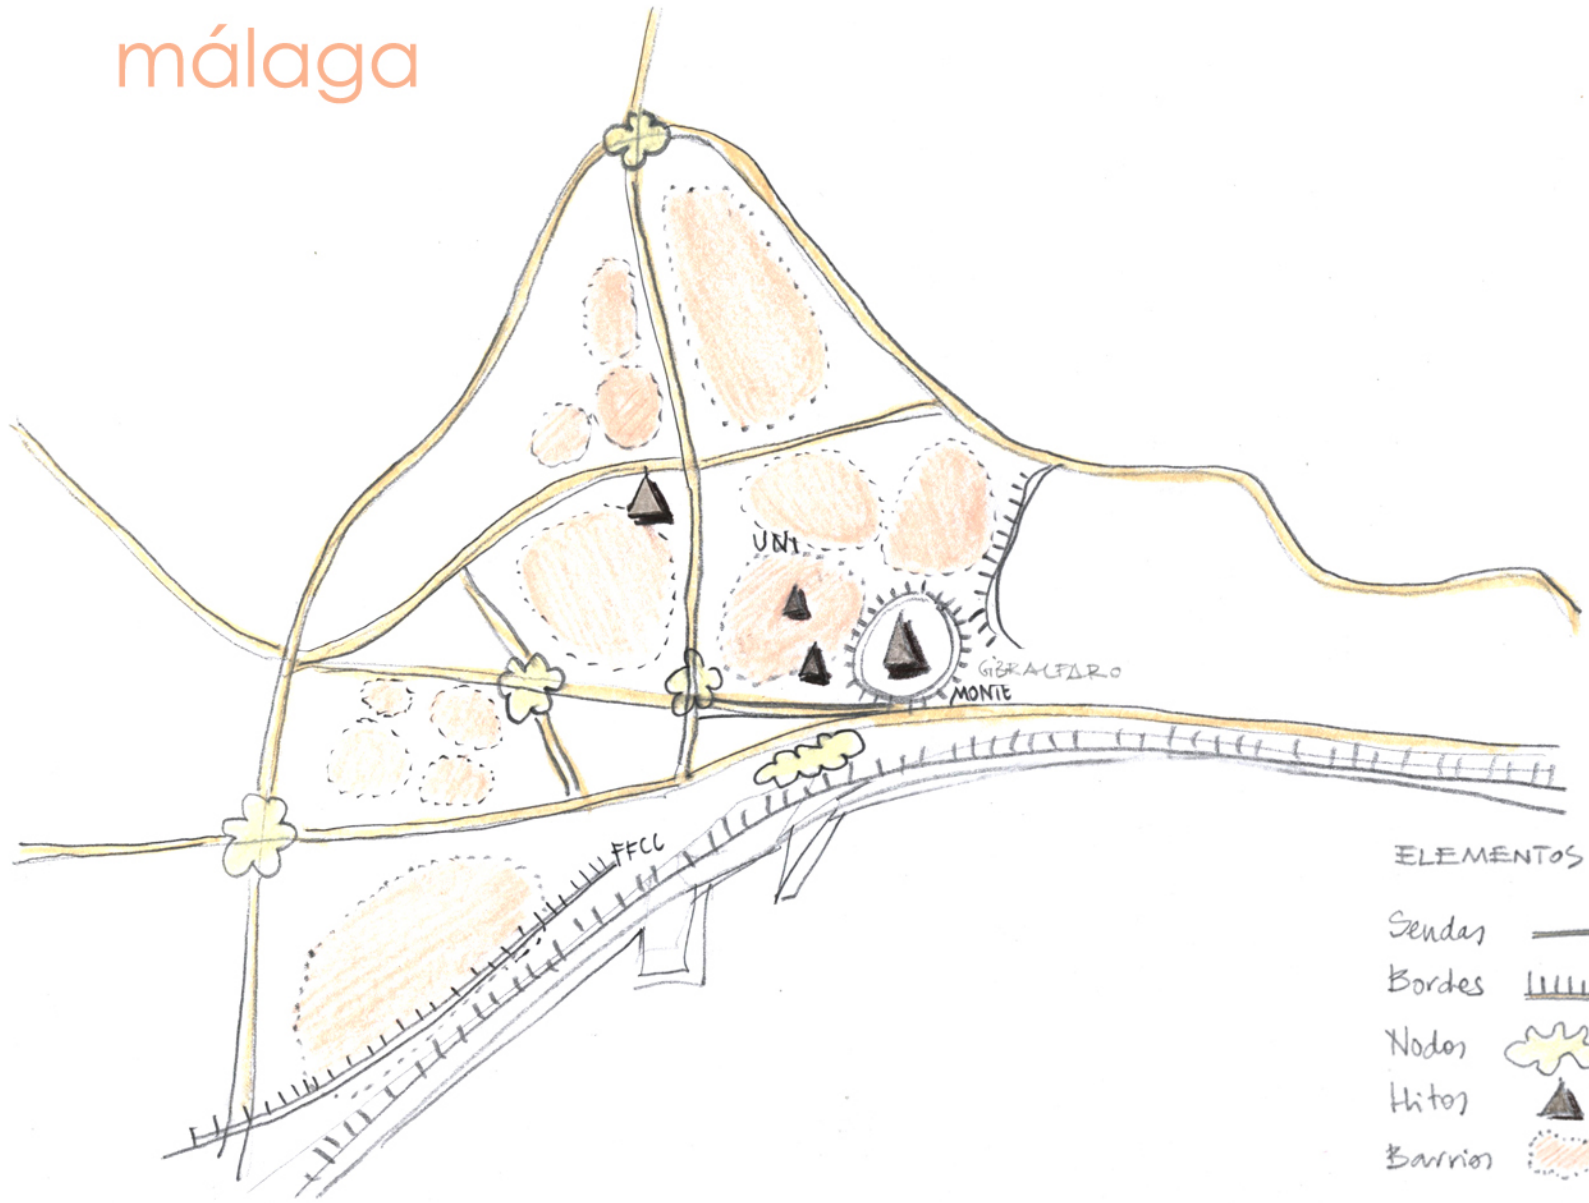 málaga
UNI
GIBRALFARO
MONTE
FFCC
ELEMENTOS
Sendas
Bordes
Nodos
Hitos
Barrios